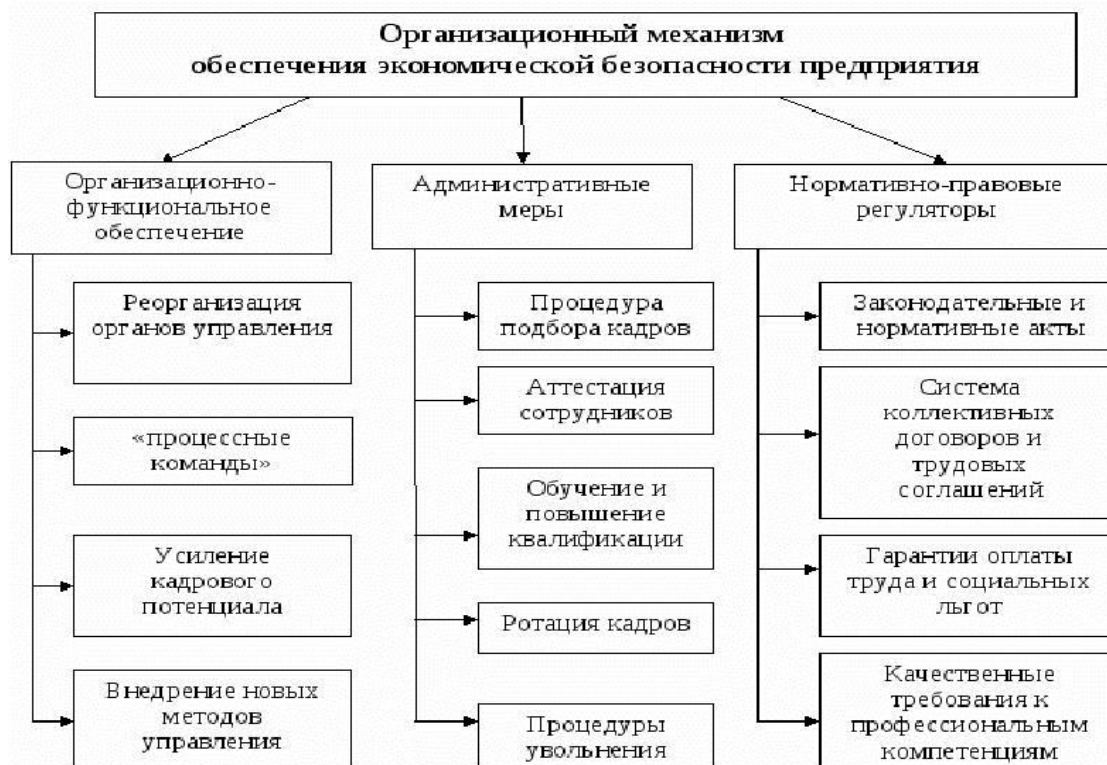 Организационный механизм
обеспечения экономической безопасности предприятия
Организационно-
функциональное
обеспечение
Реорганизация
органов управления
«процессные
команды»
Усиление
кадрового
потенциала
Внедрение новых
методов
управления
Административные
меры
Процедура
подбора кадров
Аттестация
сотрудников
Обучение и
повышение
квалификации
Ротация кадров
Процедуры
увольнения
Нормативно-правовые
регуляторы
Законодательные и
нормативные акты
Система
коллективных
договоров и
трудовых
соглашений
Гарантии оплаты
труда и социальных
льгот
Качественные
требования к
профессиональным
компетенциям